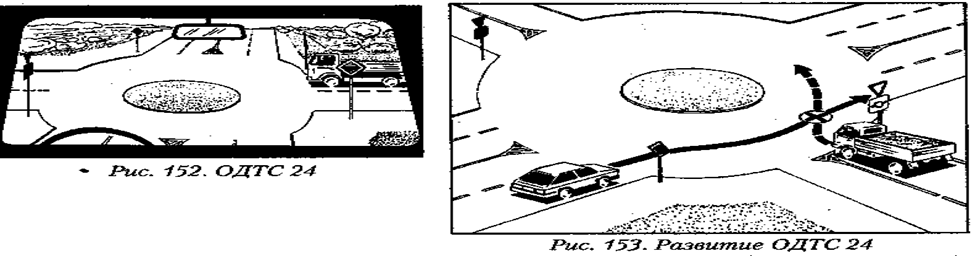 Рис. 152. ОДТС 24
Рис. 153. Развитие ОДТС 24